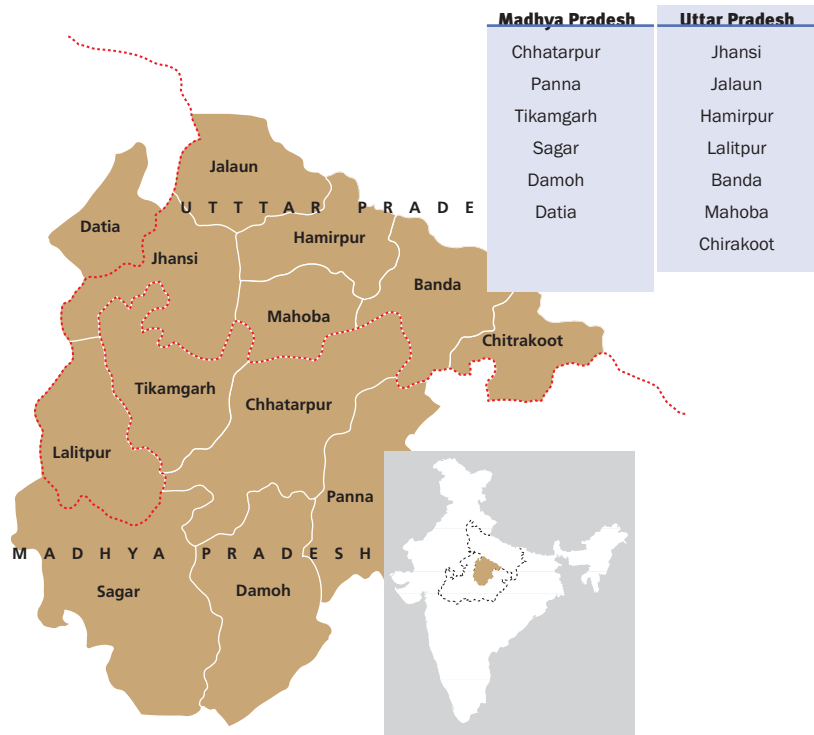 Madhya Pradesh
Chhatarpur
Panna
Tikamgarh
Sagar
Damoh
Datia
Uttar Pradesh
Jhansi
Jalaun
Hamirpur
Lalitpur
Banda
Mahoba
Chirakoot
Jalaun
UTTTAR PRADE
Datia
Hamirpur
Jhansi
Banda
Mahoba
Chitrakoot
Tikamgarh
Chhatarpur
Lalitpur
Panna
MADHYA PRADESH
Sagar
Damoh